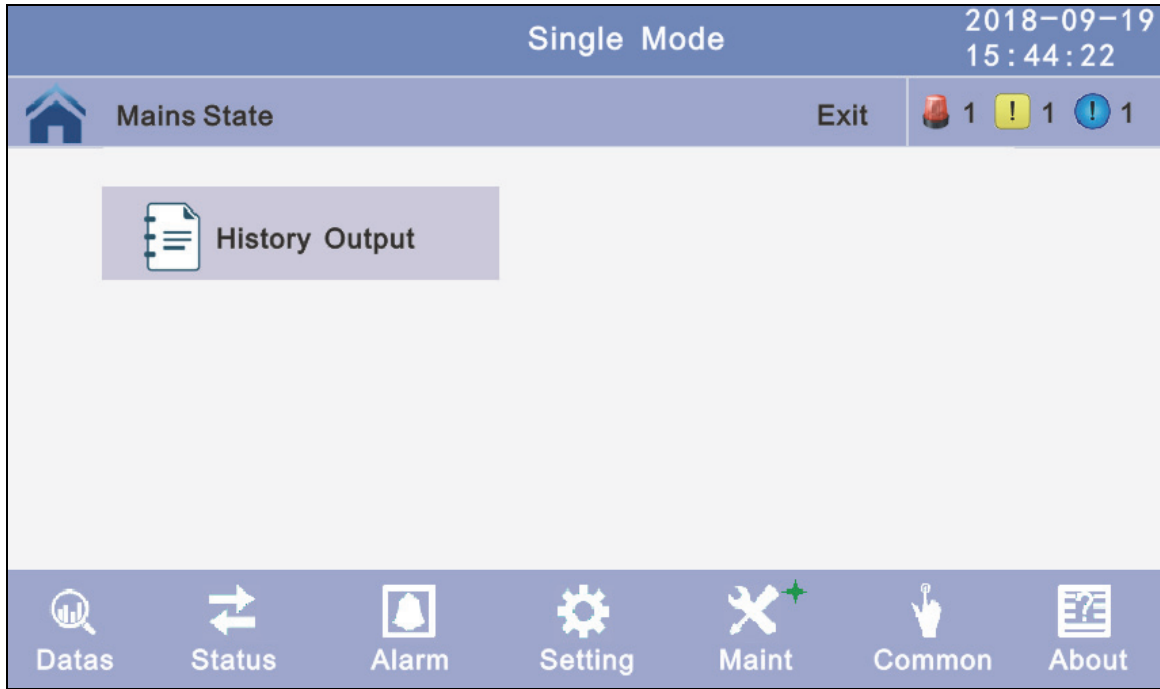 Single Mode
2018-09-19
15:44:22
Mains State
Exit
1 ! 1 ! 1
History Output
Datas Status Alarm Setting Maint Common About